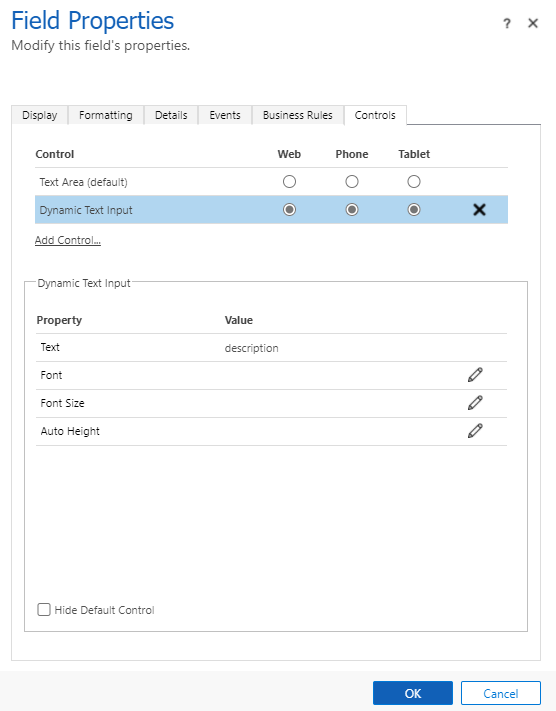 Field Properties
?
Modify this field's properties.
Display Formatting Details Events Business Rules Controls
Control Web Phone Tablet
Text Area (default)
Dynamic Text Input
Add Control...
Dynamic Text Input
Property Value
Text description
Font
Font Size
Auto Height
Hide Default Control
OK Cancel